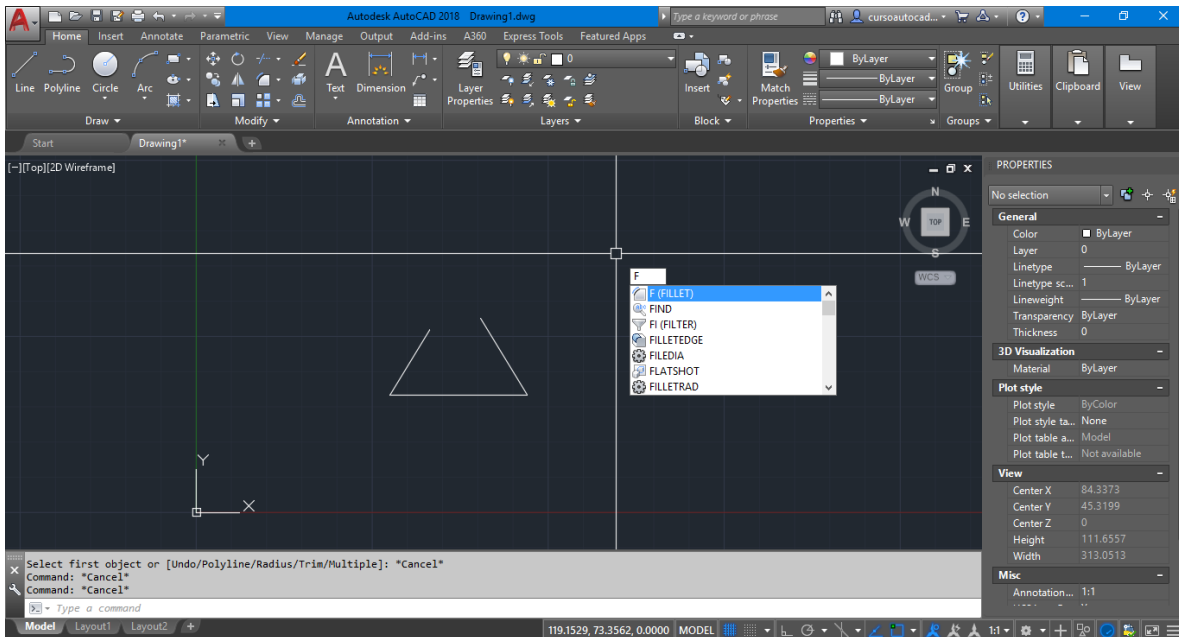 Autodesk AutoCAD 2018 Drawing1.dwg
Type a keyword or phrase
cursoautocad...
Home Insert Annotate Parametric View Manage Output Add-ins A360 Express Tools Featured Apps
Line Polyline Circle Arc
Text Dimension
Layer Properties
0
Insert
Match Properties
ByLayer
ByLayer
ByLayer
Group
Utilities Clipboard View
Draw Modify Annotation Layers Block Properties Groups
Start Drawing1* +
[−][Top][2D Wireframe]
N
W TOP E
S
WCS
F
F (FILLET)
FIND
FI (FILTER)
FILLETEDGE
FILEDIA
FLATSHOT
FILLETRAD
Y
X
PROPERTIES
No selection
General
Color ByLayer
Layer 0
Linetype ByLayer
Linetype sc... 1
Lineweight ByLayer
Transparency ByLayer
Thickness 0
3D Visualization
Material ByLayer
Plot style
Plot style ByColor
Plot style ta... None
Plot table a... Model
Plot table t... Not available
View
Center X 84.3373
Center Y 45.3199
Center Z 0
Height 111.6557
Width 313.0513
Misc
Annotation... 1:1
Select first object or [Undo/Polyline/Radius/Trim/Multiple]: *Cancel*
Command: *Cancel*
Command: *Cancel*
Type a command
Model Layout1 Layout2 +
119.1529, 73.3562, 0.0000 MODEL 1:1